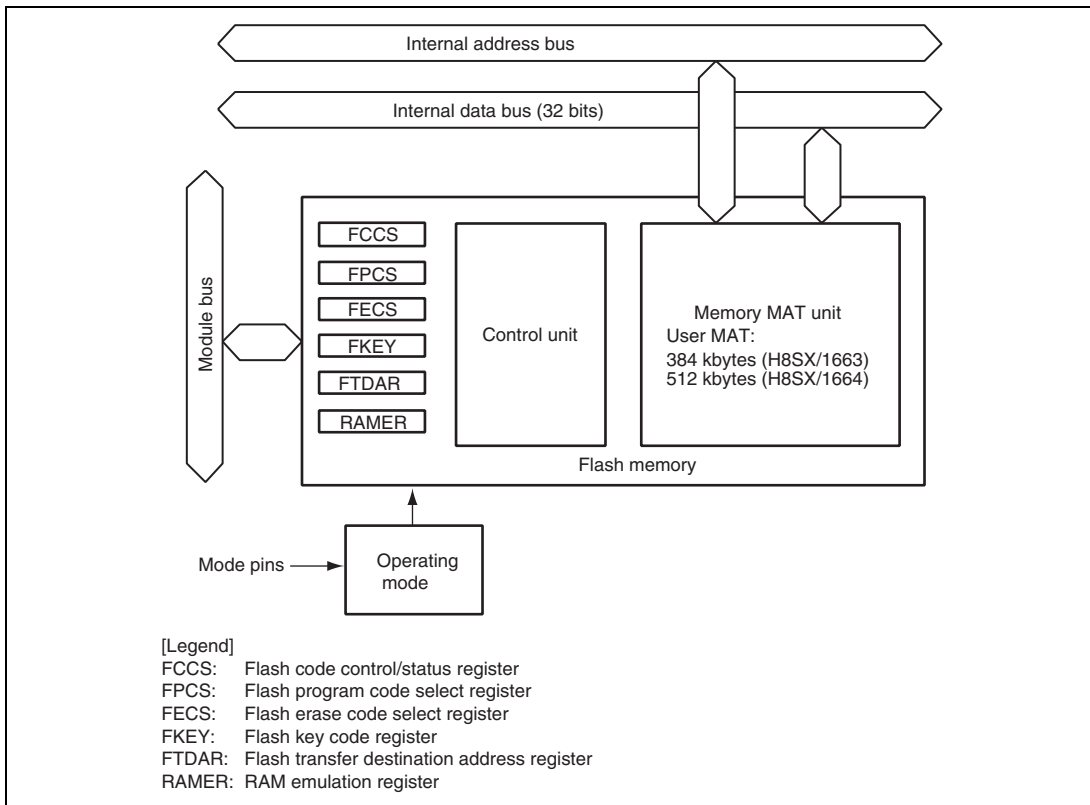 Internal address bus
Internal data bus (32 bits)
Module bus
FCCS
FPCS
FECS
FKEY
FTDAR
RAMER
Control unit
Memory MAT unit
User MAT:
384 kbytes (H8SX/1663)
512 kbytes (H8SX/1664)
Flash memory
Mode pins
Operating
mode
[Legend]
FCCS: Flash code control/status register
FPCS: Flash program code select register
FECS: Flash erase code select register
FKEY: Flash key code register
FTDAR: Flash transfer destination address register
RAMER: RAM emulation register